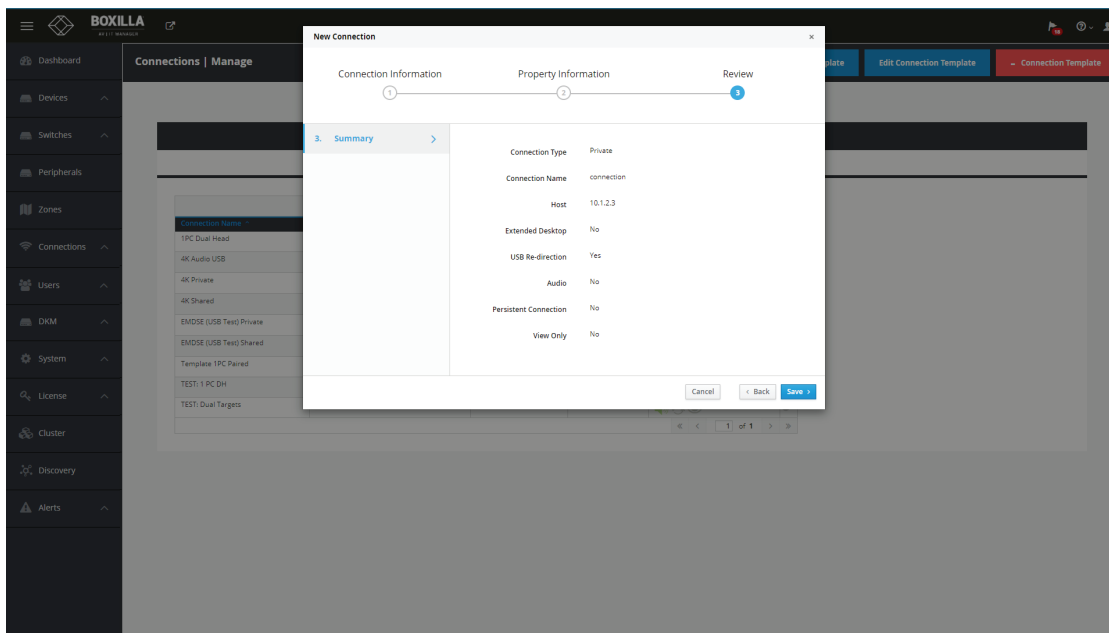 BOXILLA
New Connection
×
Dashboard
Connections | Manage
plate
Edit Connection Template
- Connection Template
Connection Information
Property Information
Review
1
2
3
Devices
Switches
Peripherals
Zones
Connections
Users
DKM
System
License
Cluster
Discovery
Alerts
3. Summary
Connection Type Private
Connection Name connection
Host 10.1.2.3
Extended Desktop No
USB Re-direction Yes
Audio No
Persistent Connection No
View Only No
Cancel
< Back
Save >
Connection Name
1PC Dual Head
4K Audio USB
4K Private
4K Shared
EMDSE (USB Test) Private
EMDSE (USB Test) Shared
Template 1PC Paired
TEST: 1 PC DH
TEST: Dual Targets
1 of 1